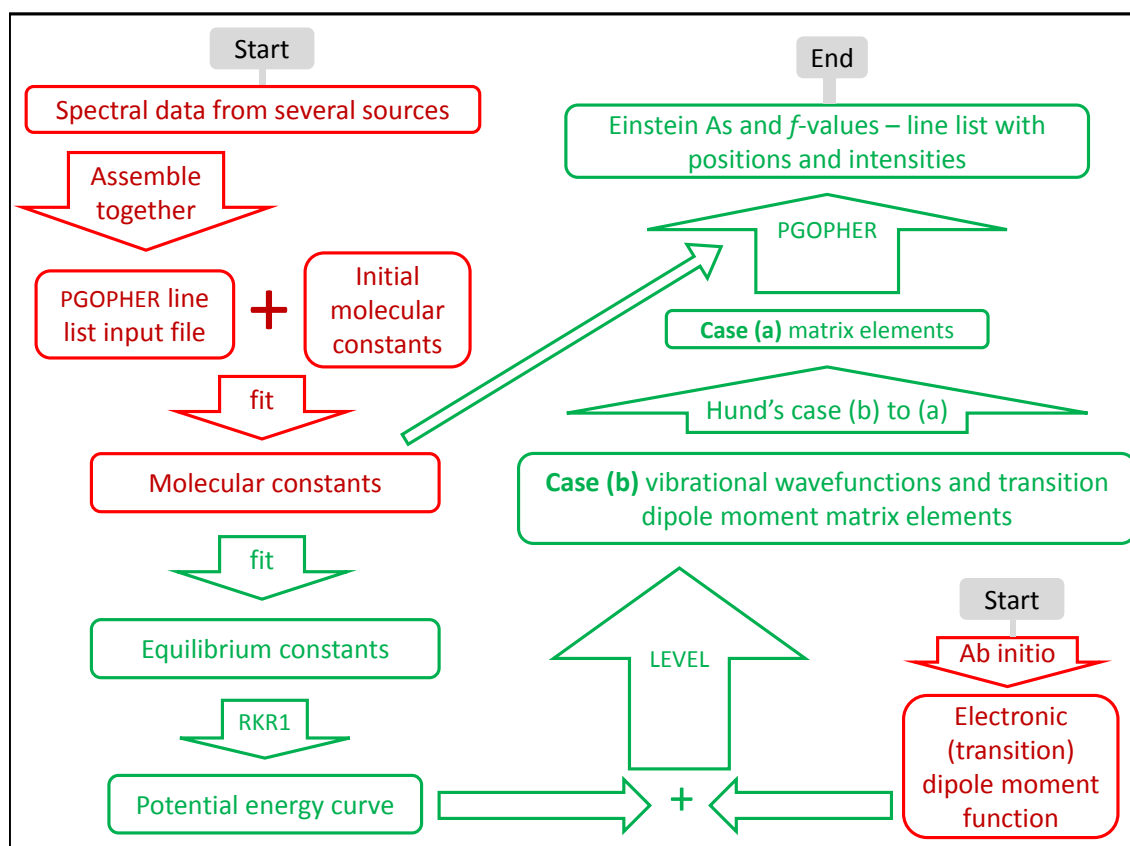 Start
Spectral data from several sources
Assemble
together
PGOPHER line
list input file
+
Initial
molecular
constants
fit
Molecular constants
fit
Equilibrium constants
RKR1
Potential energy curve
End
Einstein As and f-values – line list with
positions and intensities
PGOPHER
Case (a) matrix elements
Hund's case (b) to (a)
Case (b) vibrational wavefunctions and transition
dipole moment matrix elements
LEVEL
+
Start
Ab initio
Electronic
(transition)
dipole moment
function